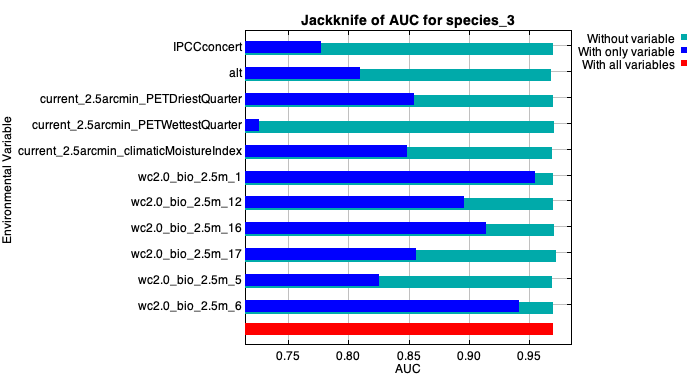 Jackknife of AUC for species_3
Without variable
With only variable
With all variables
Environmental Variable
IPCCconcert
alt
current_2.5arcmin_PETDriestQuarter
current_2.5arcmin_PETWettestQuarter
current_2.5arcmin_climaticMoistureIndex
wc2.0_bio_2.5m_1
wc2.0_bio_2.5m_12
wc2.0_bio_2.5m_16
wc2.0_bio_2.5m_17
wc2.0_bio_2.5m_5
wc2.0_bio_2.5m_6
0.75 0.80 0.85 0.90 0.95
AUC